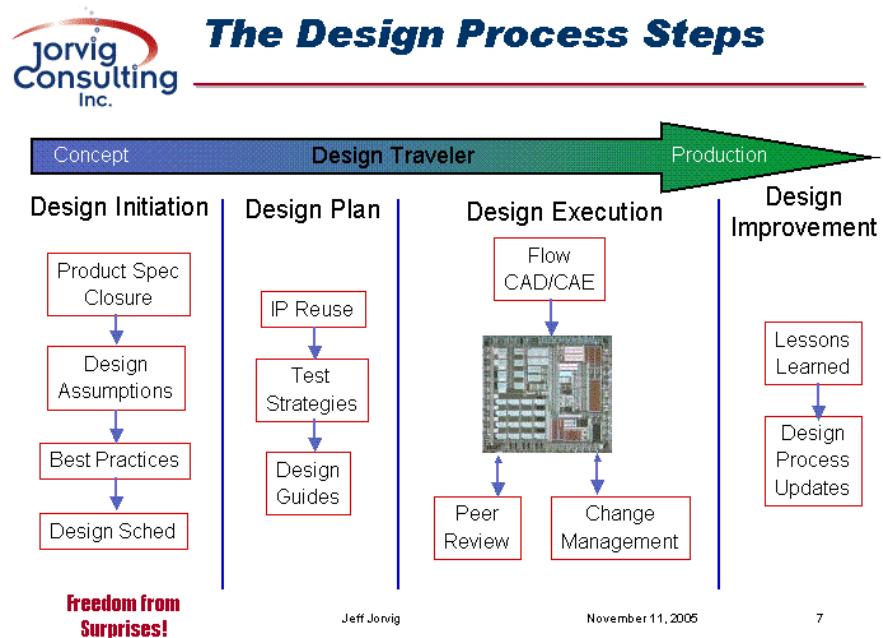 Jorvig
Consulting
Inc.
The Design Process Steps
Concept
Design Traveler
Production
Design Initiation
Product Spec
Closure
Design
Assumptions
Best Practices
Design Sched
Design Plan
IP Reuse
Test
Strategies
Design
Guides
Design Execution
Flow
CAD/CAE
Peer
Review
Change
Management
Design
Improvement
Lessons
Learned
Design
Process
Updates
Freedom from
Surprises!
Jeff Jorvig
November 11, 2005
7